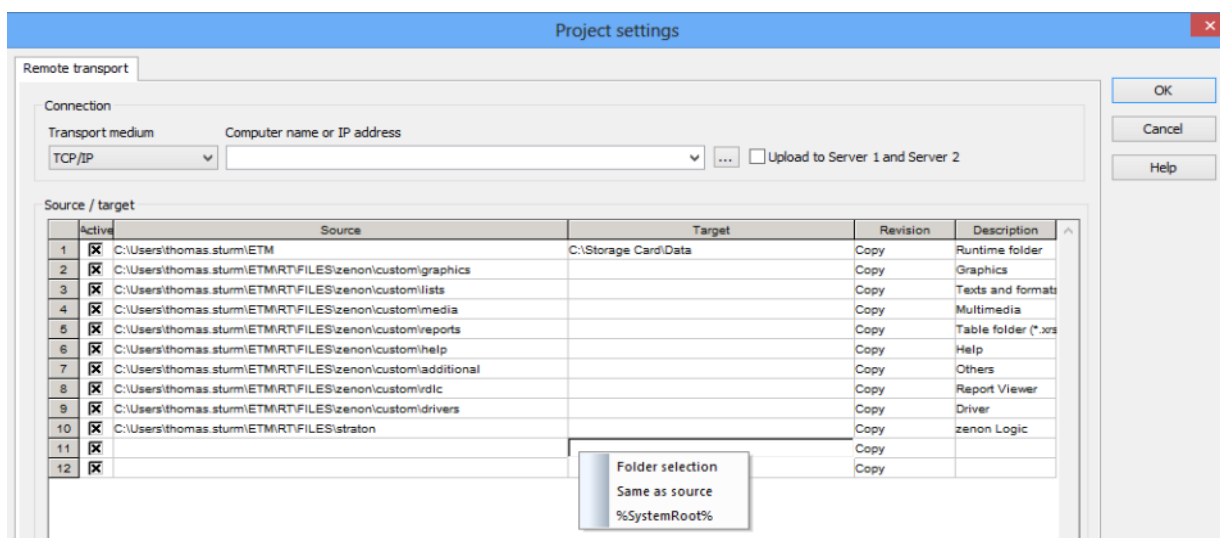 Project settings
Remote transport
OK
Connection
Transport medium Computer name or IP address
Cancel
TCP/IP ... Upload to Server 1 and Server 2
Help
Source / target
Active Source Target Revision Description
1 C:\Users\thomas.sturm\ETM C:\Storage Card\Data Copy Runtime folder
2 C:\Users\thomas.sturm\ETM\RT\FILES\zenon\custom\graphics Copy Graphics
3 C:\Users\thomas.sturm\ETM\RT\FILES\zenon\custom\lists Copy Texts and formats
4 C:\Users\thomas.sturm\ETM\RT\FILES\zenon\custom\media Copy Multimedia
5 C:\Users\thomas.sturm\ETM\RT\FILES\zenon\custom\reports Copy Table folder (*.xrs
6 C:\Users\thomas.sturm\ETM\RT\FILES\zenon\custom\help Copy Help
7 C:\Users\thomas.sturm\ETM\RT\FILES\zenon\custom\additional Copy Others
8 C:\Users\thomas.sturm\ETM\RT\FILES\zenon\custom\rdlc Copy Report Viewer
9 C:\Users\thomas.sturm\ETM\RT\FILES\zenon\custom\drivers Copy Driver
10 C:\Users\thomas.sturm\ETM\RT\FILES\straton Copy zenon Logic
11 Copy
12 Copy
Folder selection
Same as source
%SystemRoot%